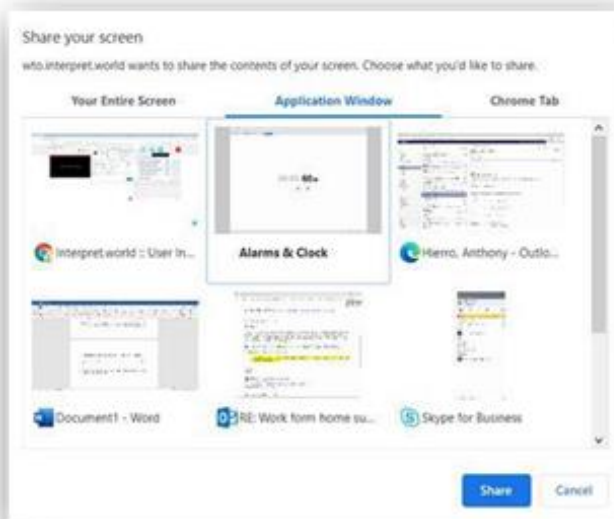 Share your screen
wto.interpret.world wants to share the contents of your screen. Choose what you'd like to share.
Your Entire Screen Application Window Chrome Tab
Interpret.world :: User In... Alarms & Clock Hierro, Anthony - Outlo...
Document1 - Word RE: Work form home su... Skype for Business
Share Cancel